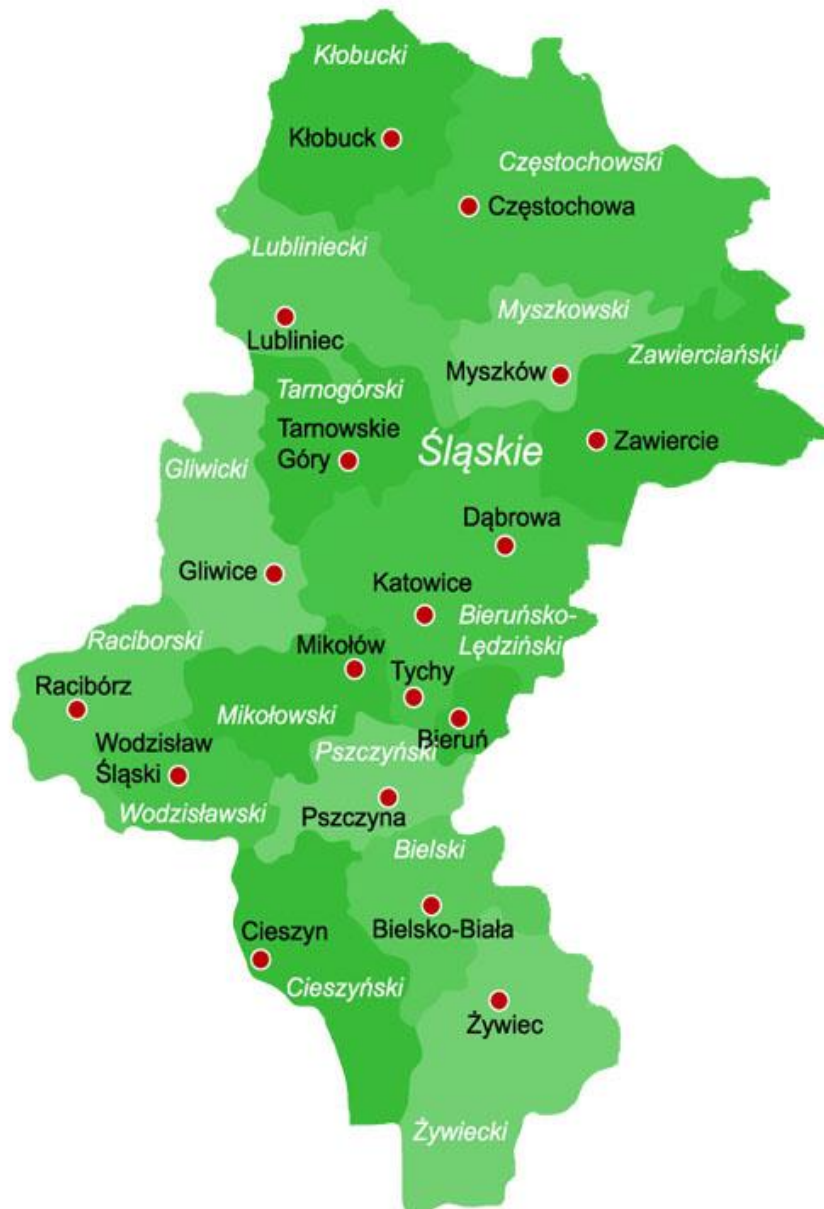 Kłobucki
Kłobuck
Częstochowski
Częstochowa
Lubliniecki
Lubliniec
Myszkowski
Myszków
Zawierciański
Tarnogórski
Tarnowskie
Góry
Śląskie
Zawiercie
Gliwicki
Dąbrowa
Gliwice
Katowice
Bieruńsko-
Lędziński
Raciborski
Mikołów
Tychy
Racibórz
Mikołowski
Bieruń
Wodzisław
Śląski
Pszczyński
Wodzisławski
Pszczyna
Bielski
Cieszyn
Bielsko-Biała
Cieszyński
Żywiec
Żywiecki